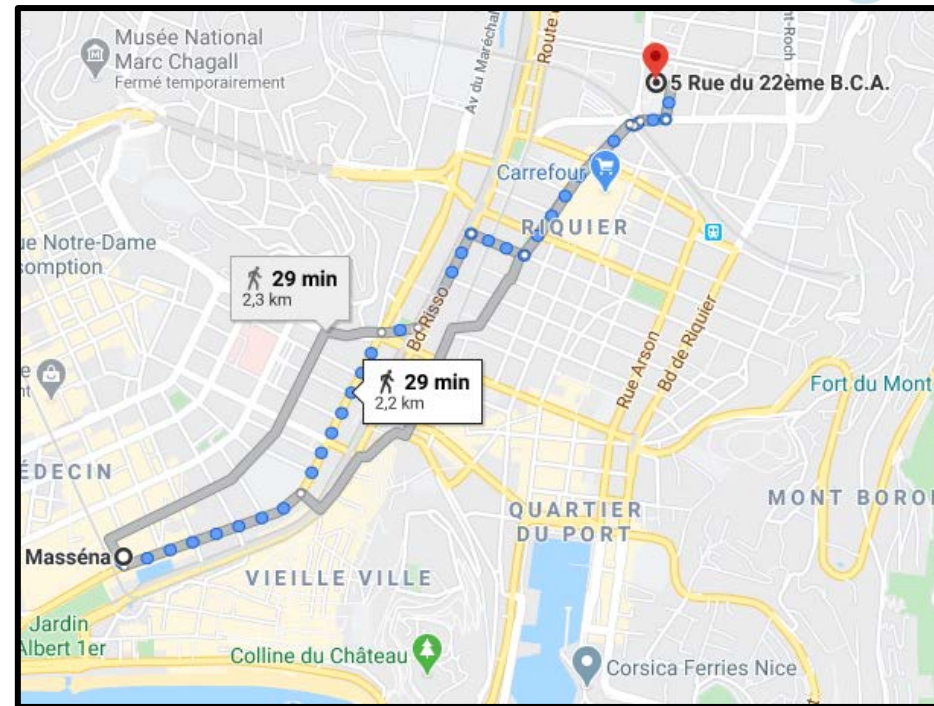 Musée National
Marc Chagall
Fermé temporairement
Av du Maréchal
Route
nt-Roch
5 Rue du 22ème B.C.A.
Carrefour
RIQUIER
ue Notre-Dame
somption
29 min
2,3 km
Bd Risso
29 min
2,2 km
Rue Arson
Bd de Riquier
Fort du Mont
ÉDECIN
QUARTIER
DU PORT
MONT BORO
Masséna
VIEILLE VILLE
Jardin
Albert 1er
Colline du Château
Corsica Ferries Nice